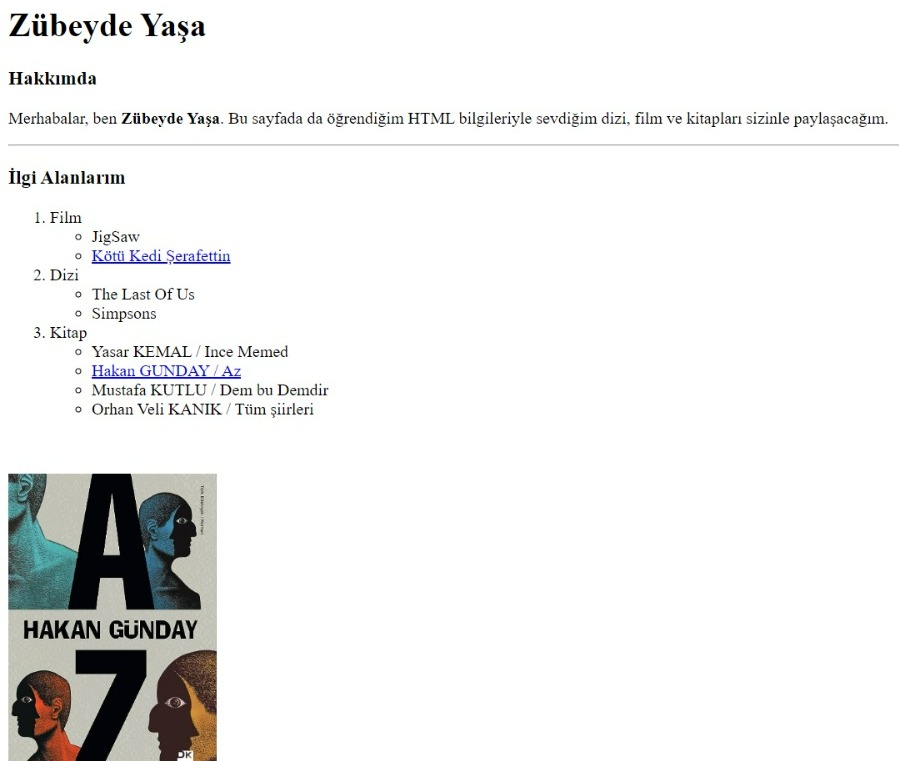 Zübeyde Yaşa
Hakkımda
Merhabalar, ben Zübeyde Yaşa. Bu sayfada da öğrendiğim HTML bilgileriyle sevdiğim dizi, film ve kitapları sizinle paylaşacağım.
İlgi Alanlarım
1. Film
JigSaw
Kötü Kedi Şerafettin
2. Dizi
The Last Of Us
Simpsons
3. Kitap
Yasar KEMAL / Ince Memed
Hakan GUNDAY / Az
Mustafa KUTLU / Dem bu Demdir
Orhan Veli KANIK / Tüm şiirleri
A
HAKAN GÜNDAY
Z
DK